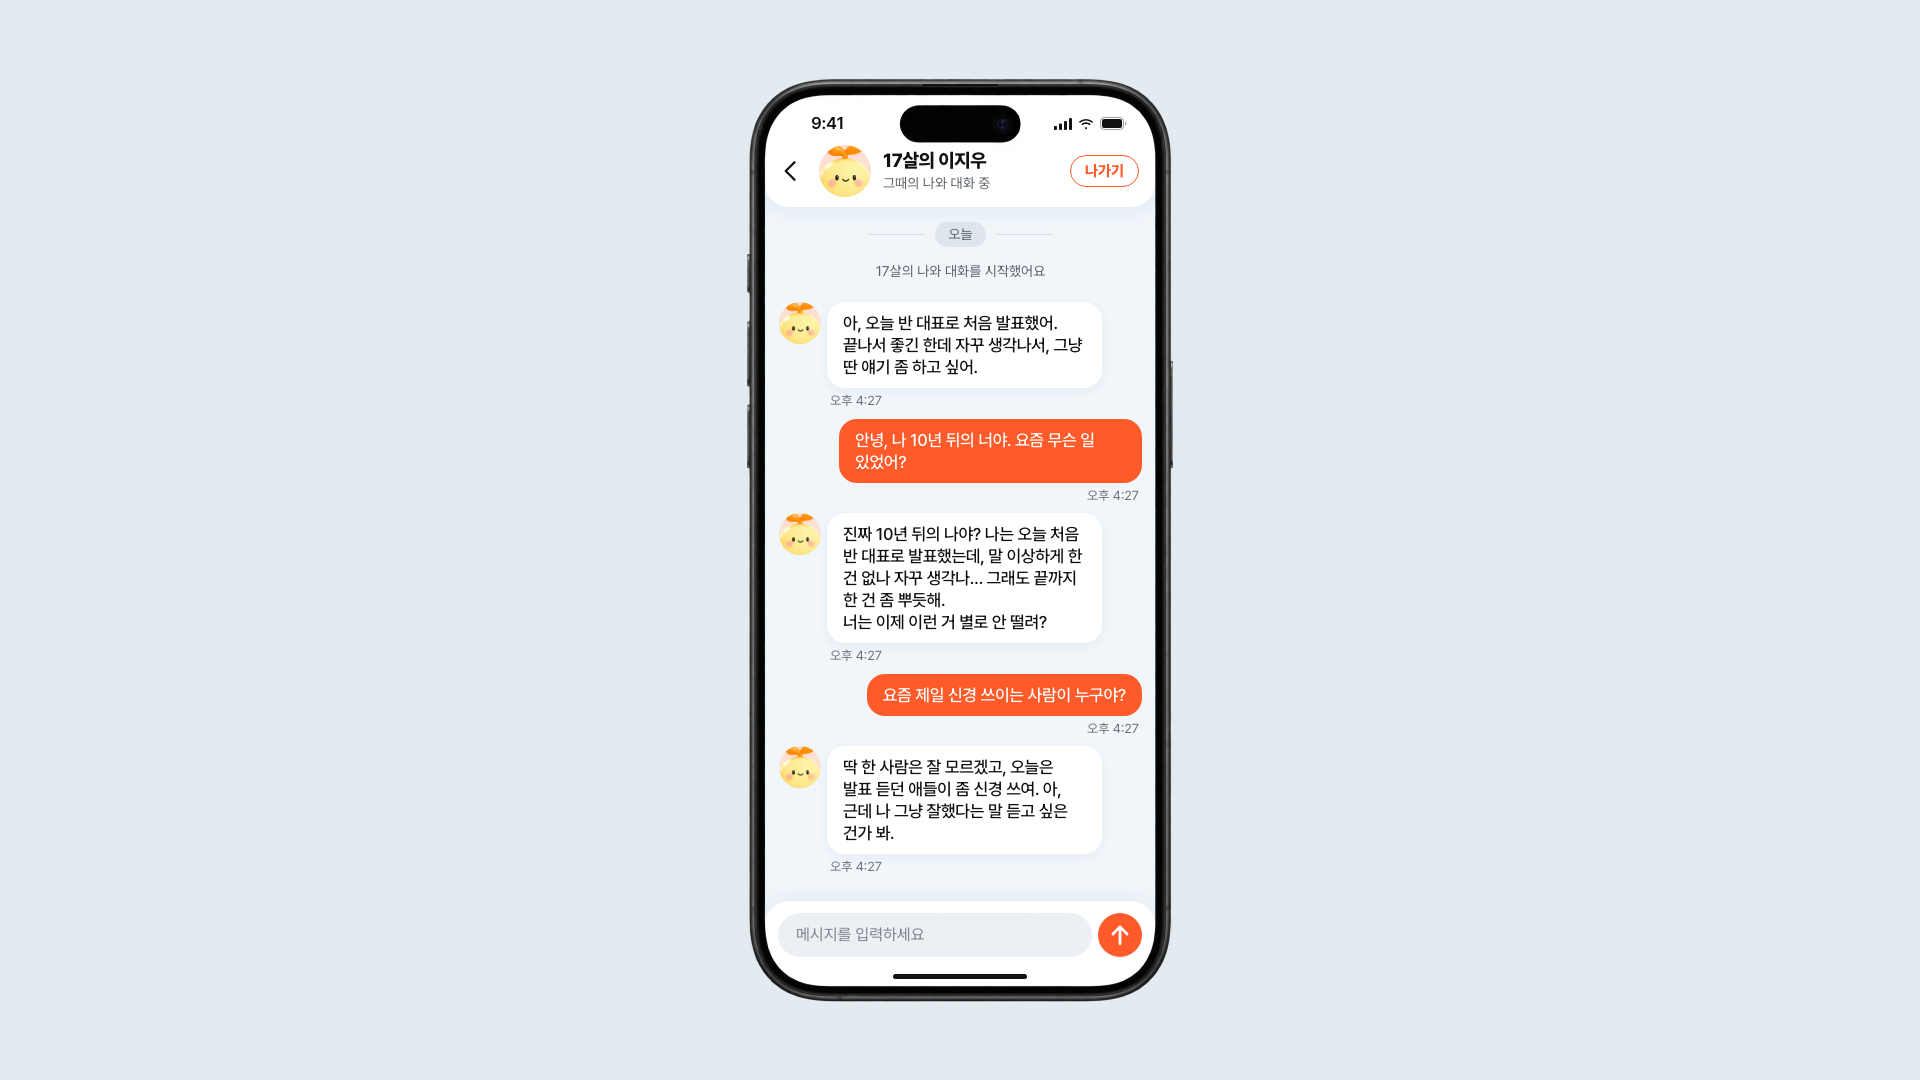 9:41
17살의 이지우
그때의 나와 대화 중
나가기
오늘
17살의 나와 대화를 시작했어요
아, 오늘 반 대표로 처음 발표했어.
끝나서 좋긴 한데 자꾸 생각나서, 그냥
딴 얘기 좀 하고 싶어.
오후 4:27
안녕, 나 10년 뒤의 너야. 요즘 무슨 일
있었어?
오후 4:27
진짜 10년 뒤의 나야? 나는 오늘 처음
반 대표로 발표했는데, 말 이상하게 한
건 없나 자꾸 생각나... 그래도 끝까지
한 건 좀 뿌듯해.
너는 이제 이런 거 별로 안 떨려?
오후 4:27
요즘 제일 신경 쓰이는 사람이 누구야?
오후 4:27
딱 한 사람은 잘 모르겠고, 오늘은
발표 듣던 애들이 좀 신경 쓰여. 아,
근데 나 그냥 잘했다는 말 듣고 싶은
건가 봐.
오후 4:27
메시지를 입력하세요